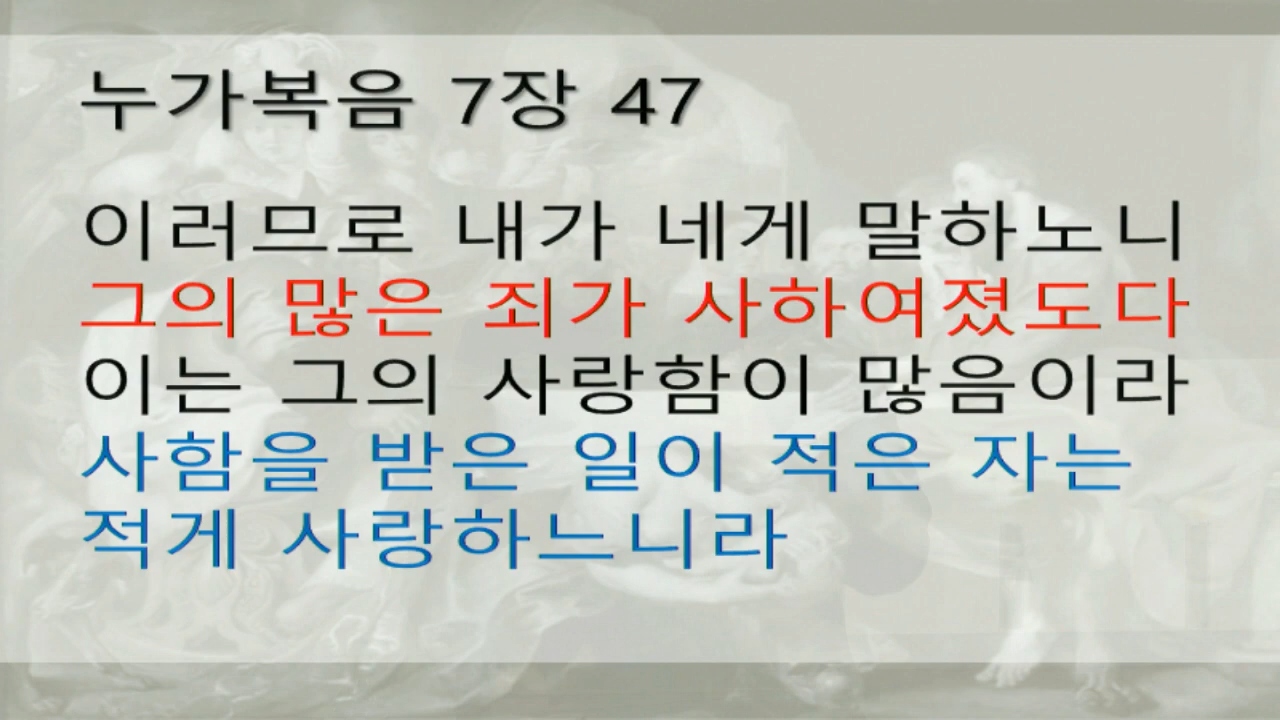 누가복음 7장 47
이러므로 내가 네게 말하노니
그의 많은 죄가 사하여졌도다
이는 그의 사랑함이 많음이라
사함을 받은 일이 적은 자는
적게 사랑하느니라